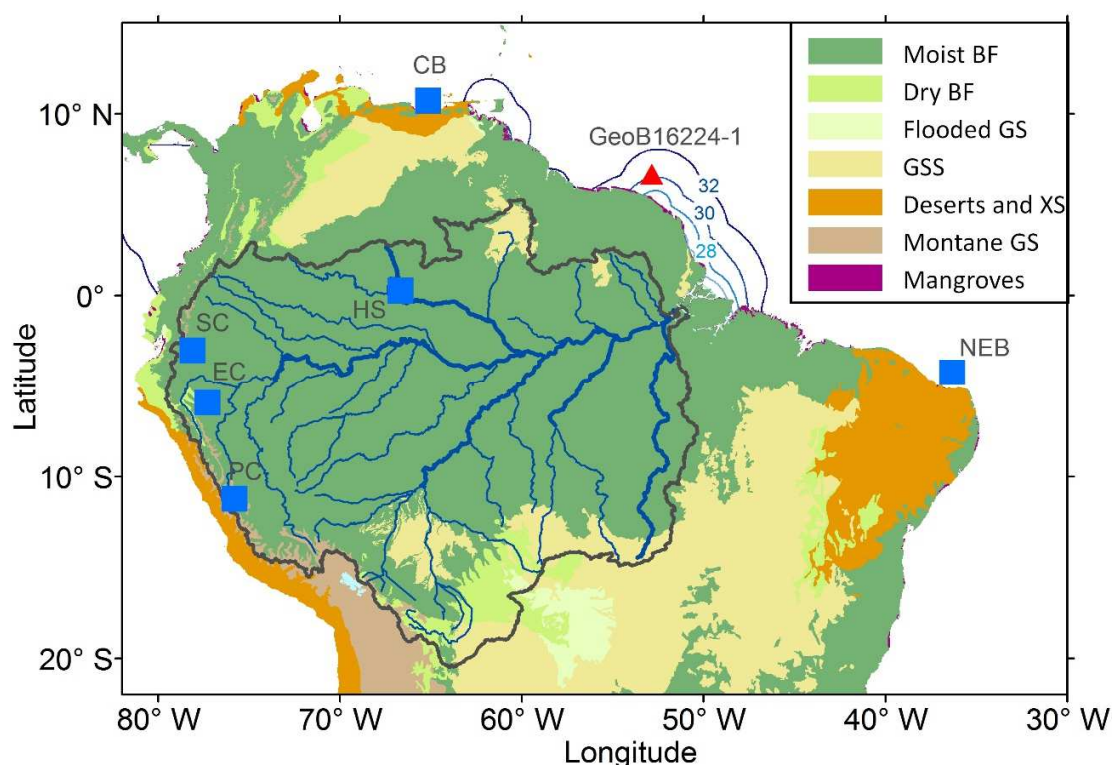 CB
10° N
GeoB16224-1
Moist BF
Dry BF
Flooded GS
GSS
Deserts and XS
Montane GS
Mangroves
32
30
28
0°
HS
SC
EC
NEB
Latitude
10° S
PC
20° S
80° W
70° W
60° W
50° W
40° W
30° W
Longitude